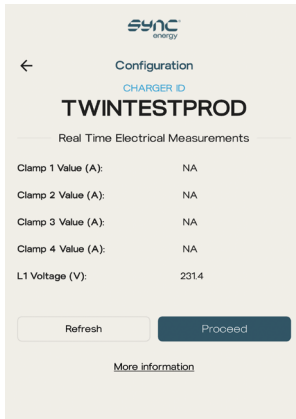 sync
energy
Configuration
CHARGER ID
TWINTESTPROD
Real Time Electrical Measurements
Clamp 1 Value (A): NA
Clamp 2 Value (A): NA
Clamp 3 Value (A): NA
Clamp 4 Value (A): NA
L1 Voltage (V): 231.4
Refresh Proceed
More information